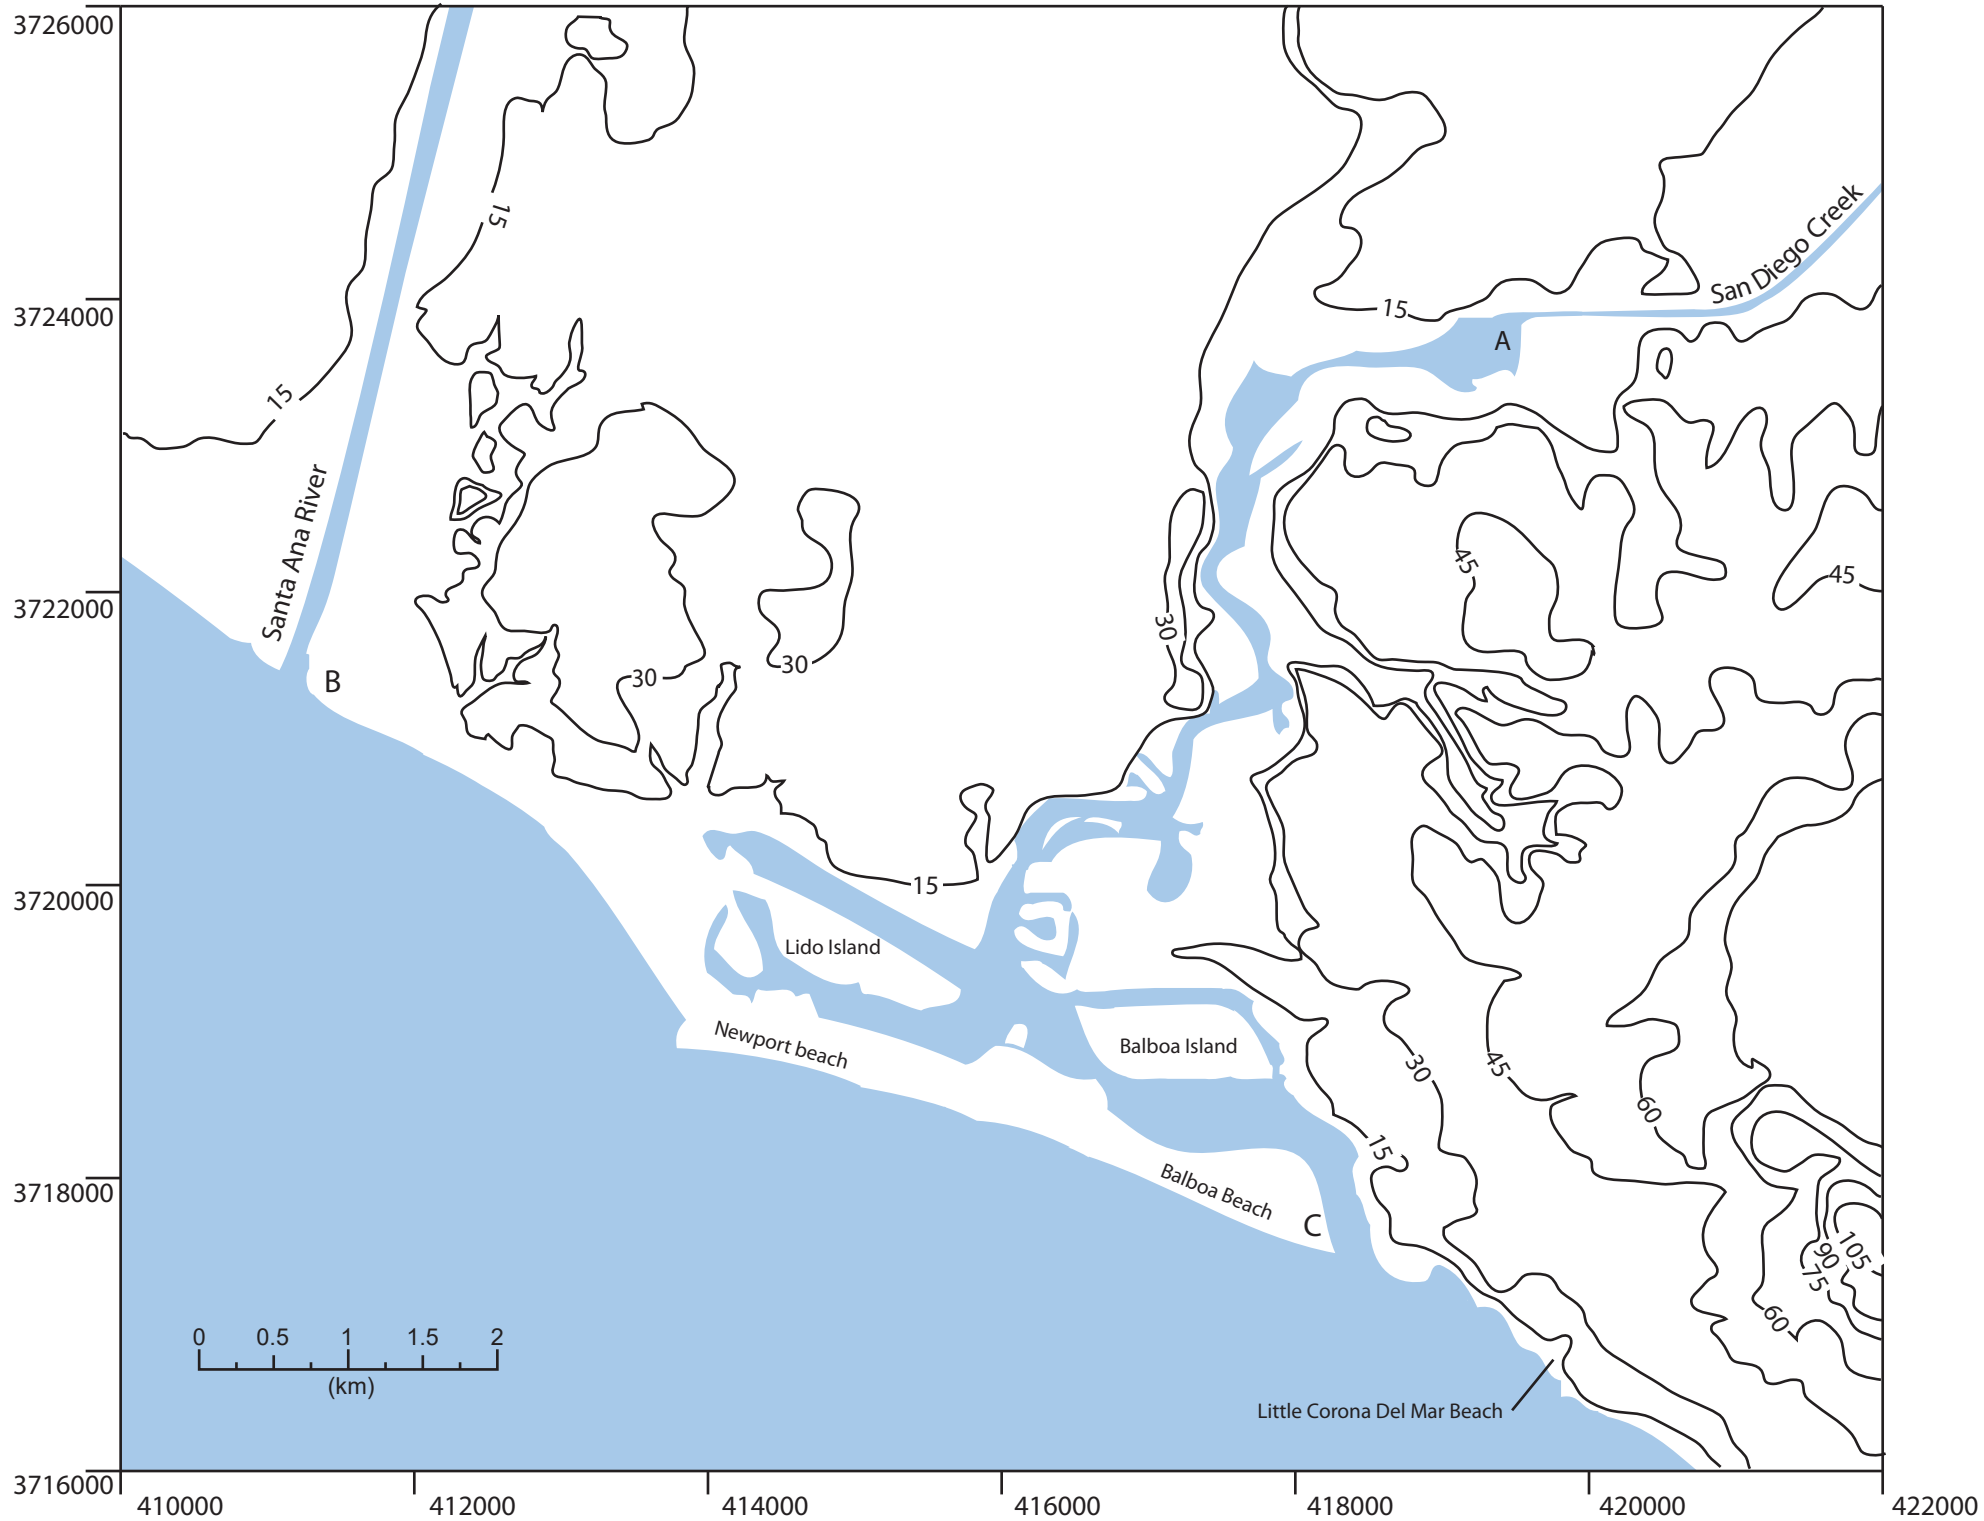 3726000
15
San Diego Creek
3724000
15
A
15
Santa Ana River
45
45
3722000
30
30
30
B
3720000
15
Lido Island
Newport beach
Balboa Island
30
45
60
15
3718000
Balboa Beach
C
105
90
75
60
0 0.5 1 1.5 2
(km)
Little Corona Del Mar Beach
3716000
410000 412000 414000 416000 418000 420000 422000